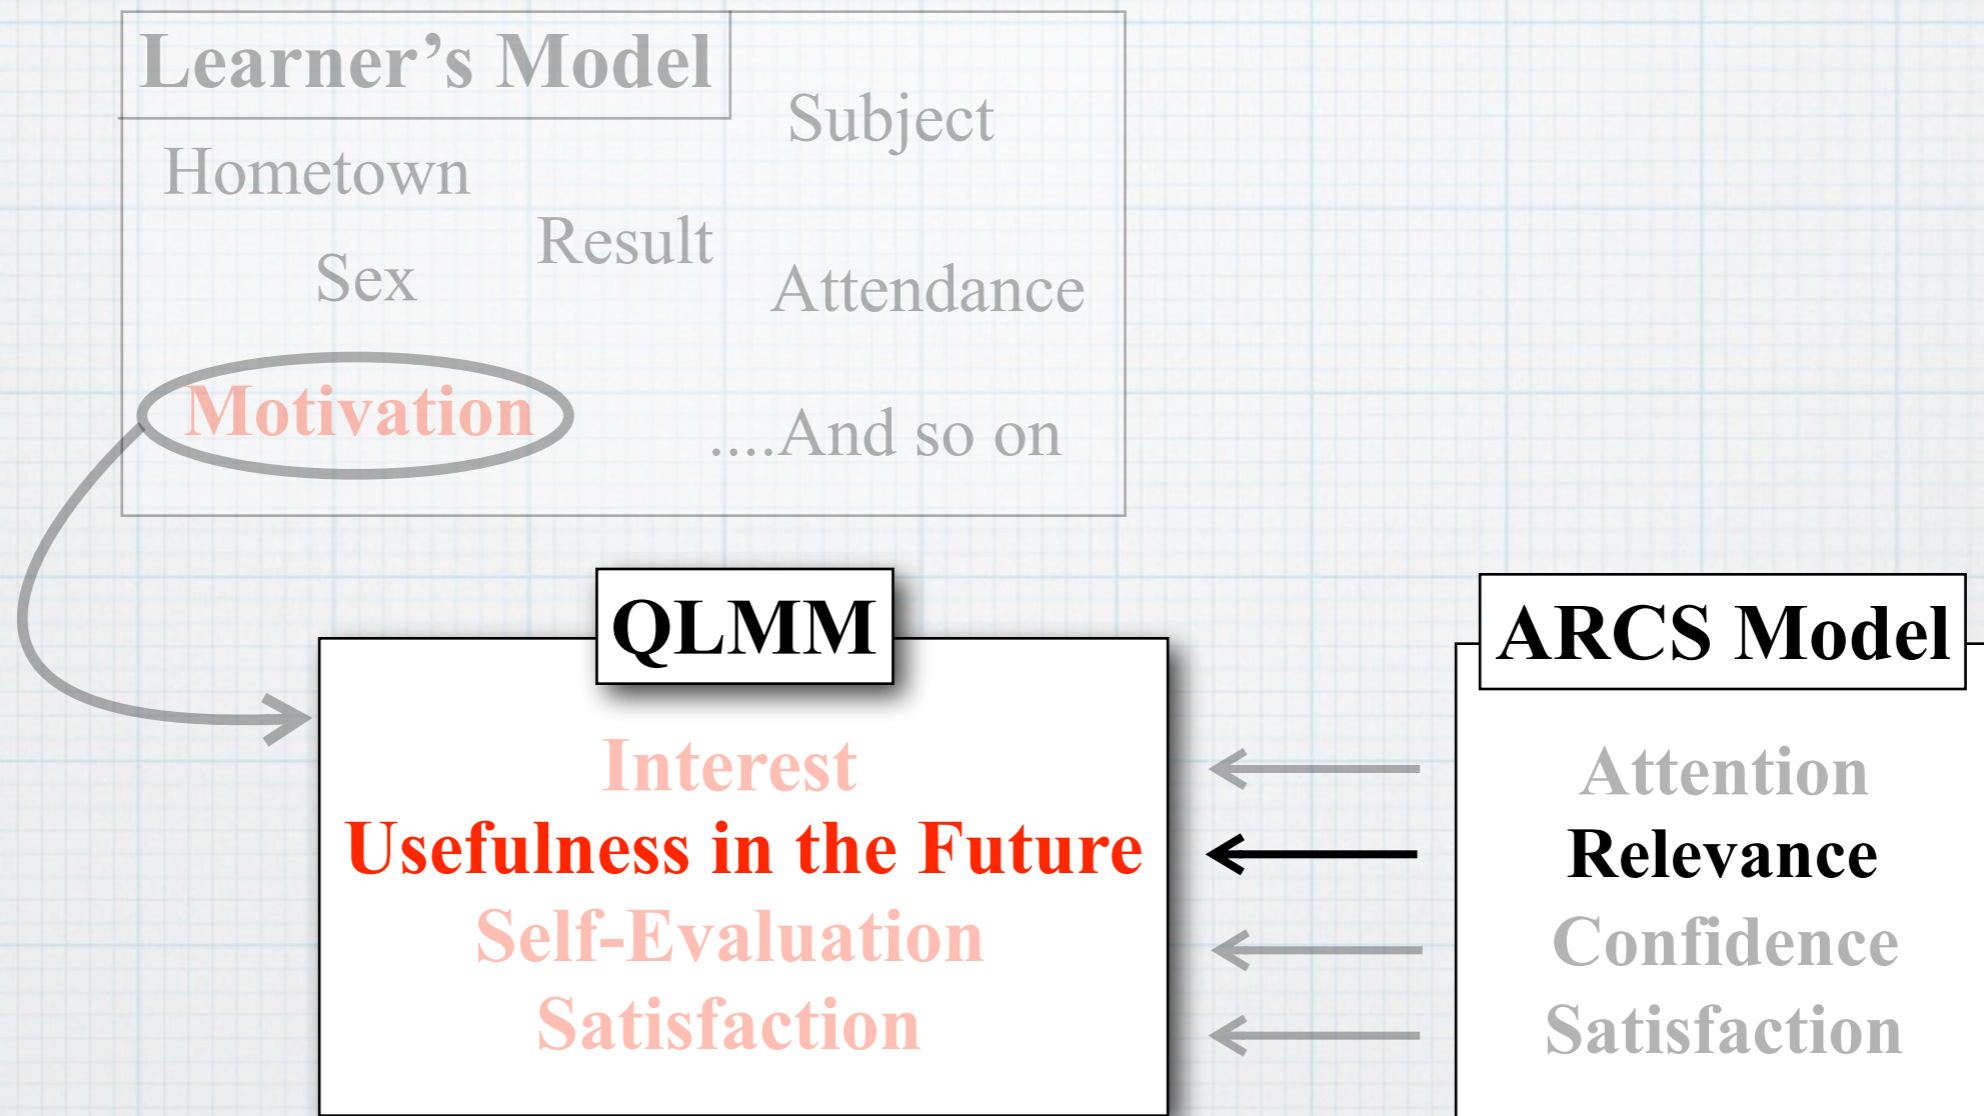 Learner’s Model
Subject
Hometown
Result
Sex
Attendance
Motivation
....And so on
QLMM
Interest
Usefulness in the Future
Self-Evaluation
Satisfaction
ARCS Model
Attention
Relevance
Confidence
Satisfaction